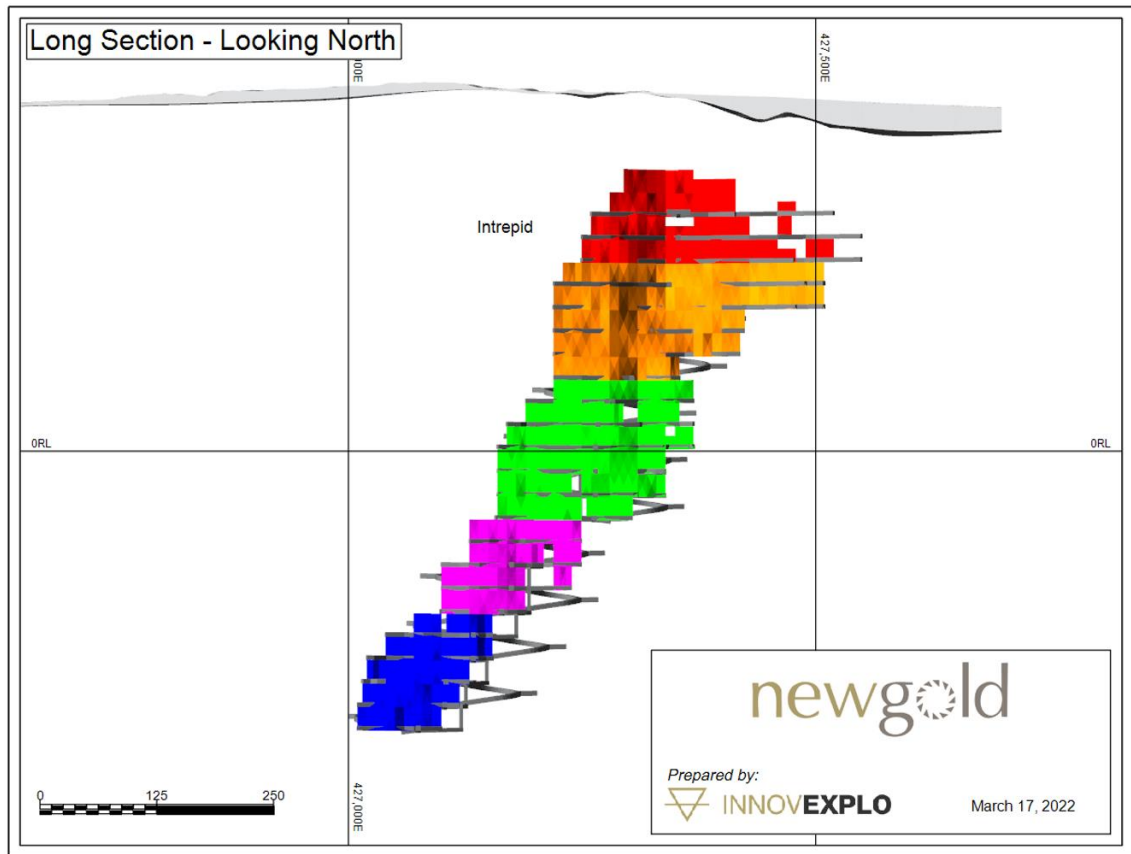 Long Section - Looking North
427,500E
Intrepid
0RL
0RL
newgold
Prepared by:
INNOVEXPLO
March 17, 2022
0 125 250
427,000E